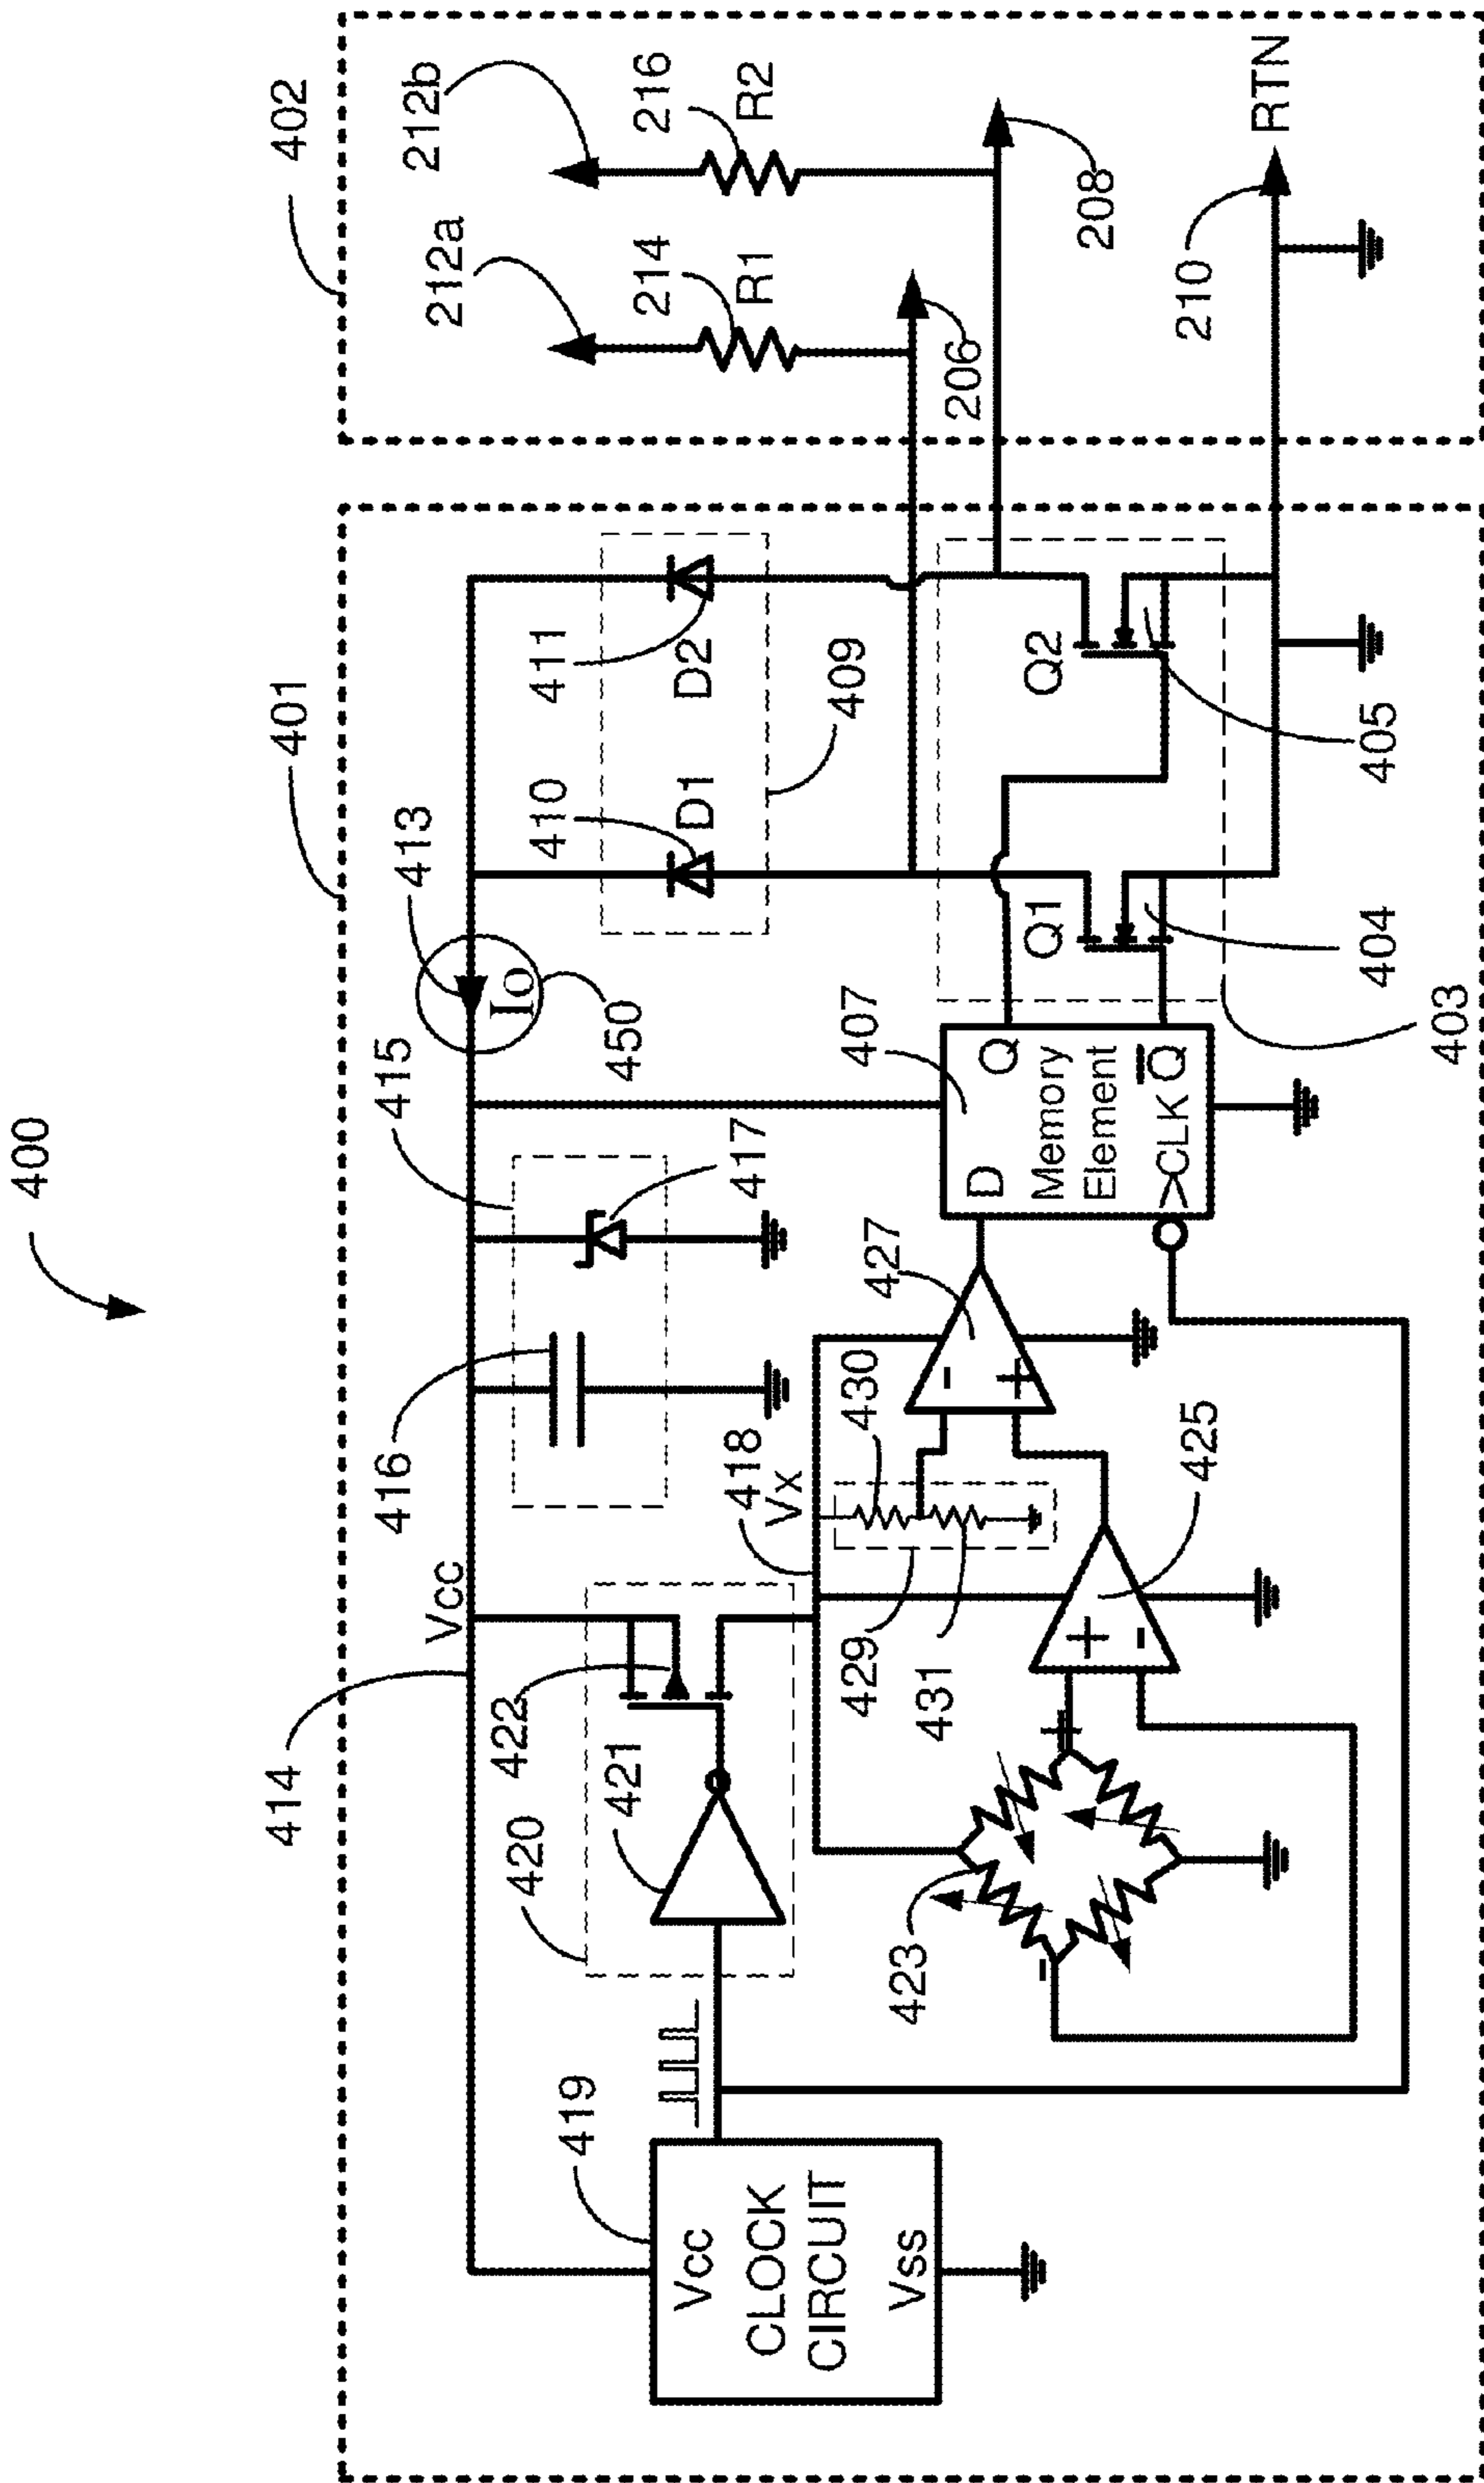 400
401
402
414
415
413
212a
212b
Vcc
416
417
450
Io
410
411
D1
D2
409
214
216
R1
R2
419
420
421
422
Vcc
CLOCK
CIRCUIT
Vss
418
Vx
429
430
431
427
-
+
407
D
Q
Memory
Element
>CLK
Q̅
Q1
Q2
206
208
210
RTN
423
-
+
+
-
425
403
404
405